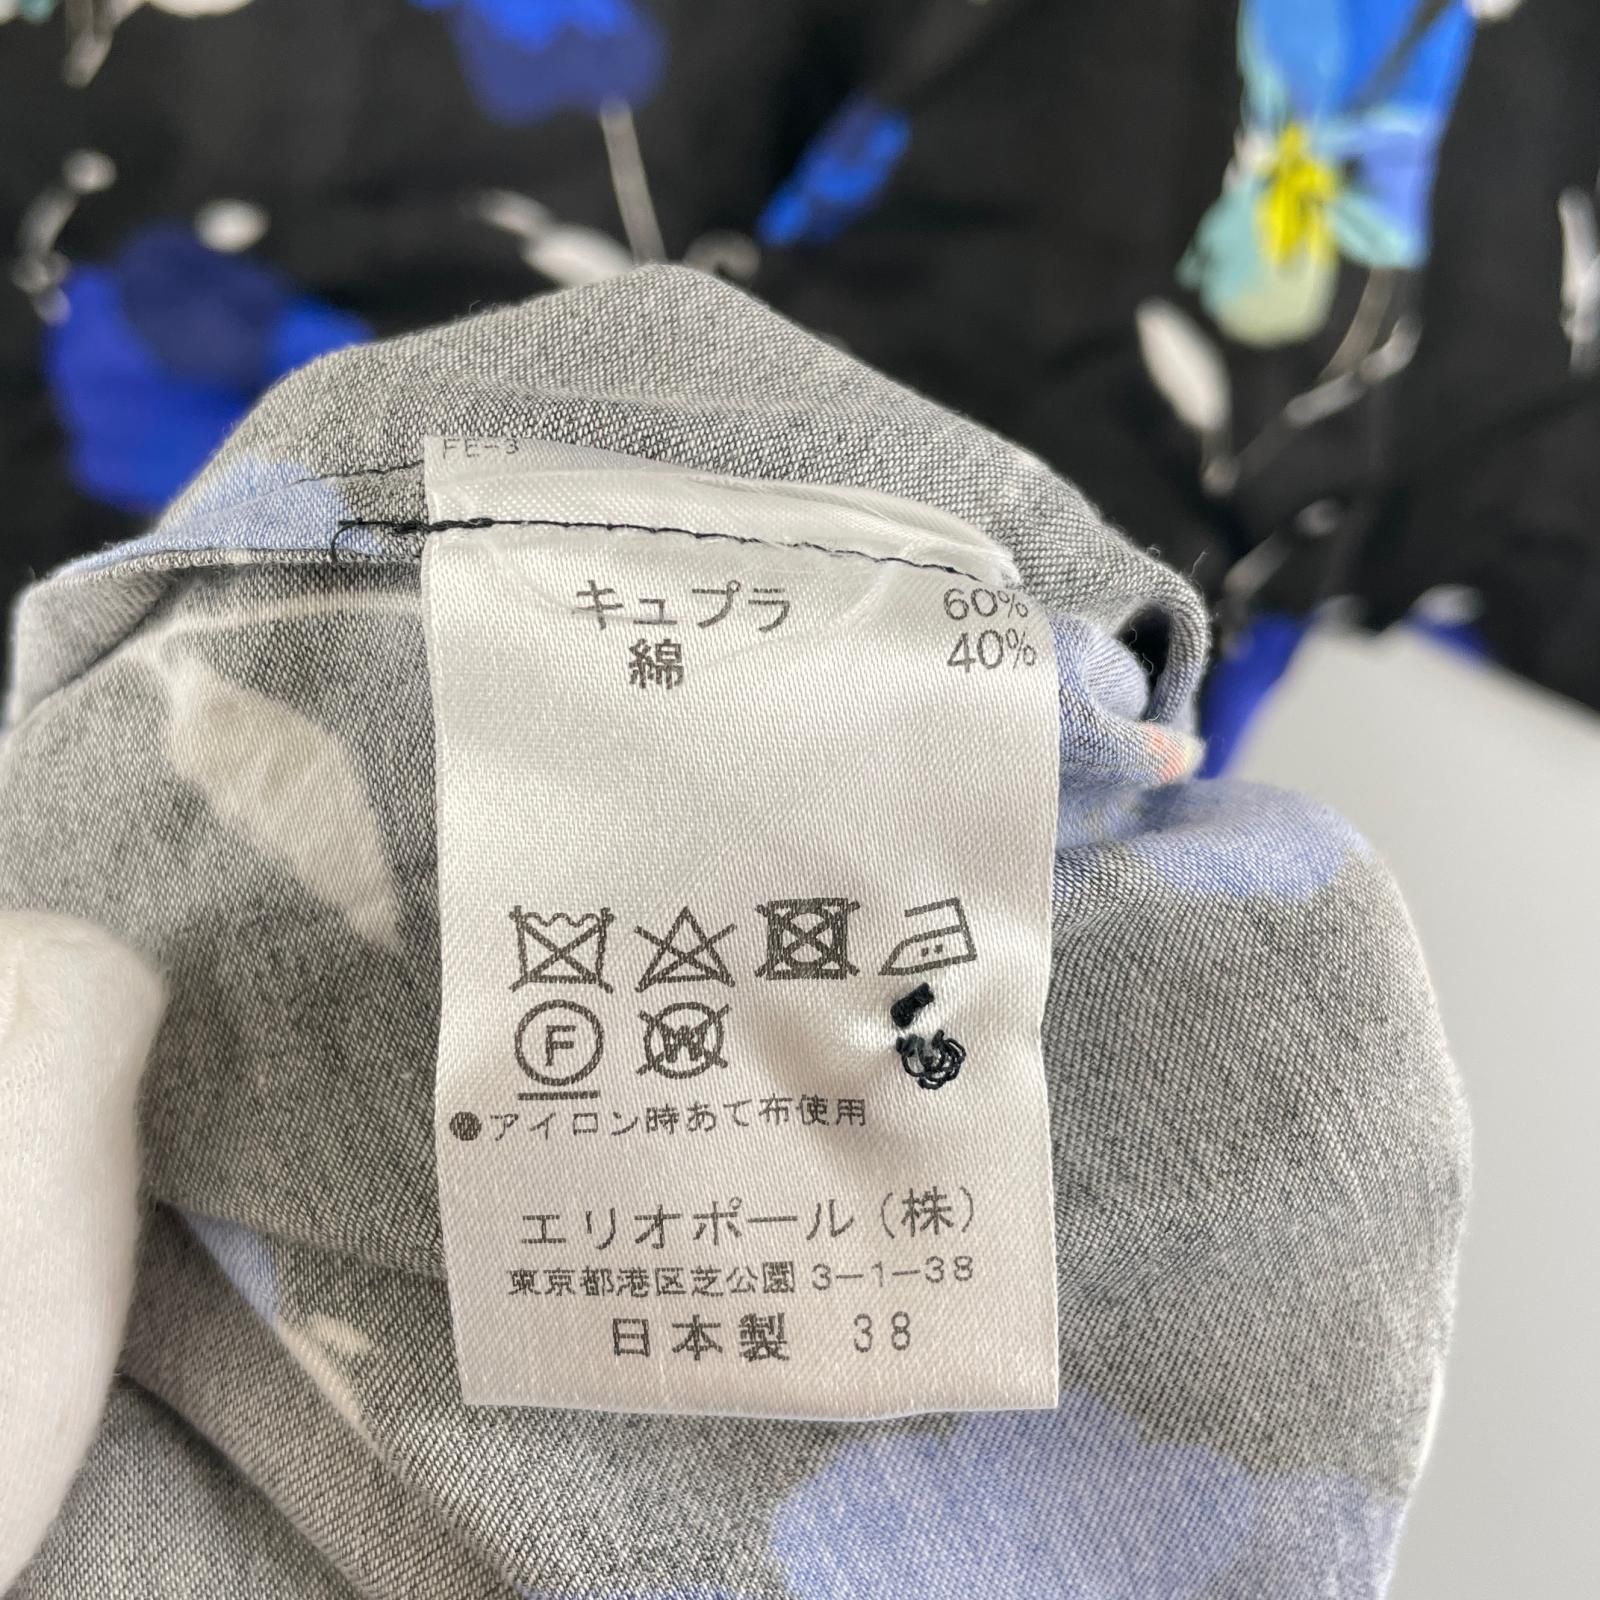 FE-3
キュプラ 60%
綿 40%
F W
●アイロン時あて布使用
エリオポール(株)
東京都港区芝公園 3-1-38
日本製 38